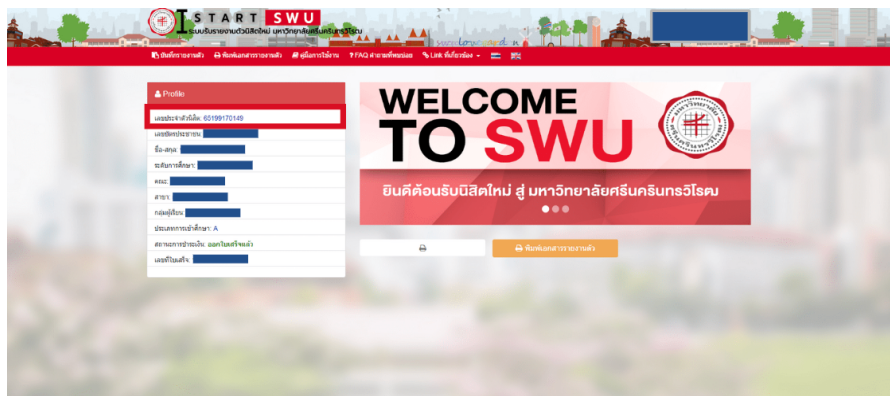 START SWU
ระบบรับรายงานตัวนิสิตใหม่ มหาวิทยาลัยศรีนครินทรวิโรฒ
บันทึกรายงานตัว พิมพ์เอกสารรายงานตัว คู่มือการใช้งาน ? FAQ คำถามที่พบบ่อย Link ที่เกี่ยวข้อง
Profile
เลขประจำตัวนิสิต: 65199170149
เลขบัตรประชาชน:
ชื่อ-สกุล:
ระดับการศึกษา:
คณะ:
สาขา:
กลุ่มผู้เรียน:
ประเภทการเข้าศึกษา: A
สถานะการชำระเงิน: ออกใบเสร็จแล้ว
เลขที่ใบเสร็จ:
WELCOME
TO SWU
ยินดีต้อนรับนิสิตใหม่ สู่ มหาวิทยาลัยศรีนครินทรวิโรฒ
พิมพ์เอกสารรายงานตัว